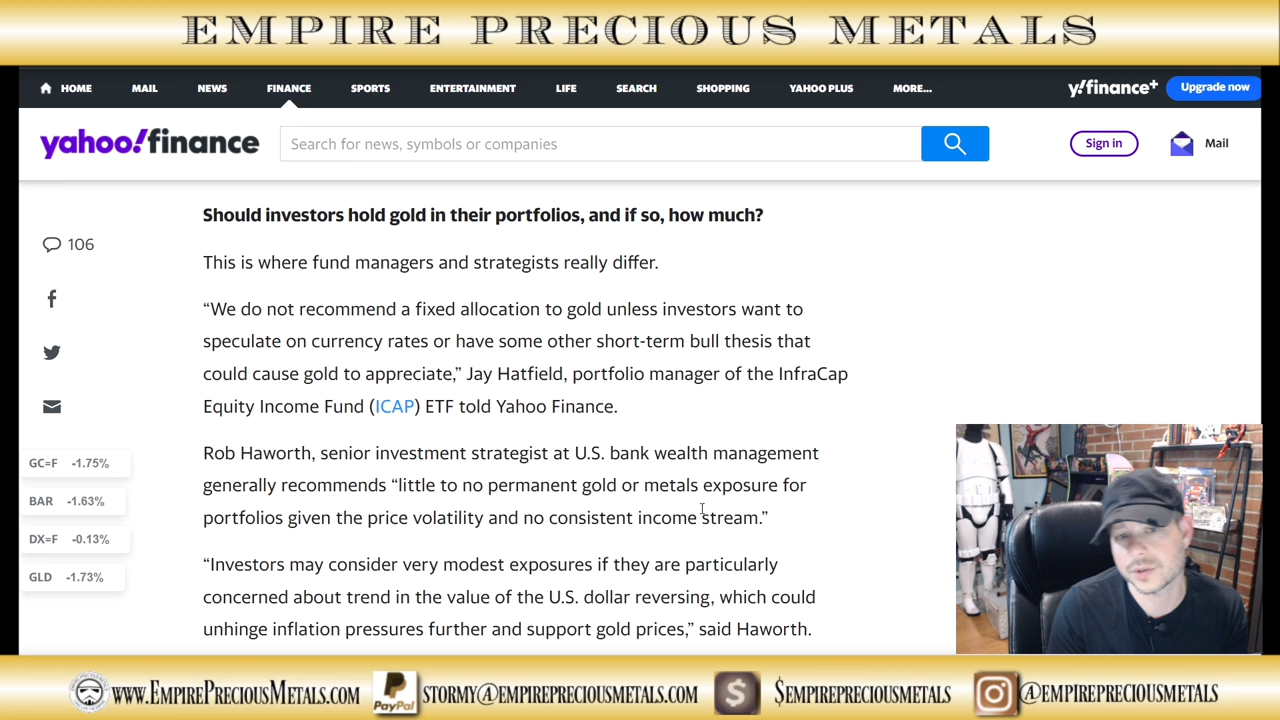 EMPIRE PRECIOUS METALS
HOME MAIL NEWS FINANCE SPORTS ENTERTAINMENT LIFE SEARCH SHOPPING YAHOO PLUS MORE... y!finance+ Upgrade now
yahoo!finance Search for news, symbols or companies Sign in Mail
Should investors hold gold in their portfolios, and if so, how much?
106
This is where fund managers and strategists really differ.
“We do not recommend a fixed allocation to gold unless investors want to
speculate on currency rates or have some other short-term bull thesis that
could cause gold to appreciate,” Jay Hatfield, portfolio manager of the InfraCap
Equity Income Fund (ICAP) ETF told Yahoo Finance.
Rob Haworth, senior investment strategist at U.S. bank wealth management
generally recommends “little to no permanent gold or metals exposure for
portfolios given the price volatility and no consistent income stream.”
“Investors may consider very modest exposures if they are particularly
concerned about trend in the value of the U.S. dollar reversing, which could
unhinge inflation pressures further and support gold prices,” said Haworth.
GC=F -1.75%
BAR -1.63%
DX=F -0.13%
GLD -1.73%
www.EmpirePreciousMetals.com PayPal stormy@empirepreciousmetals.com $ $empirepreciousmetals @empirepreciousmetals